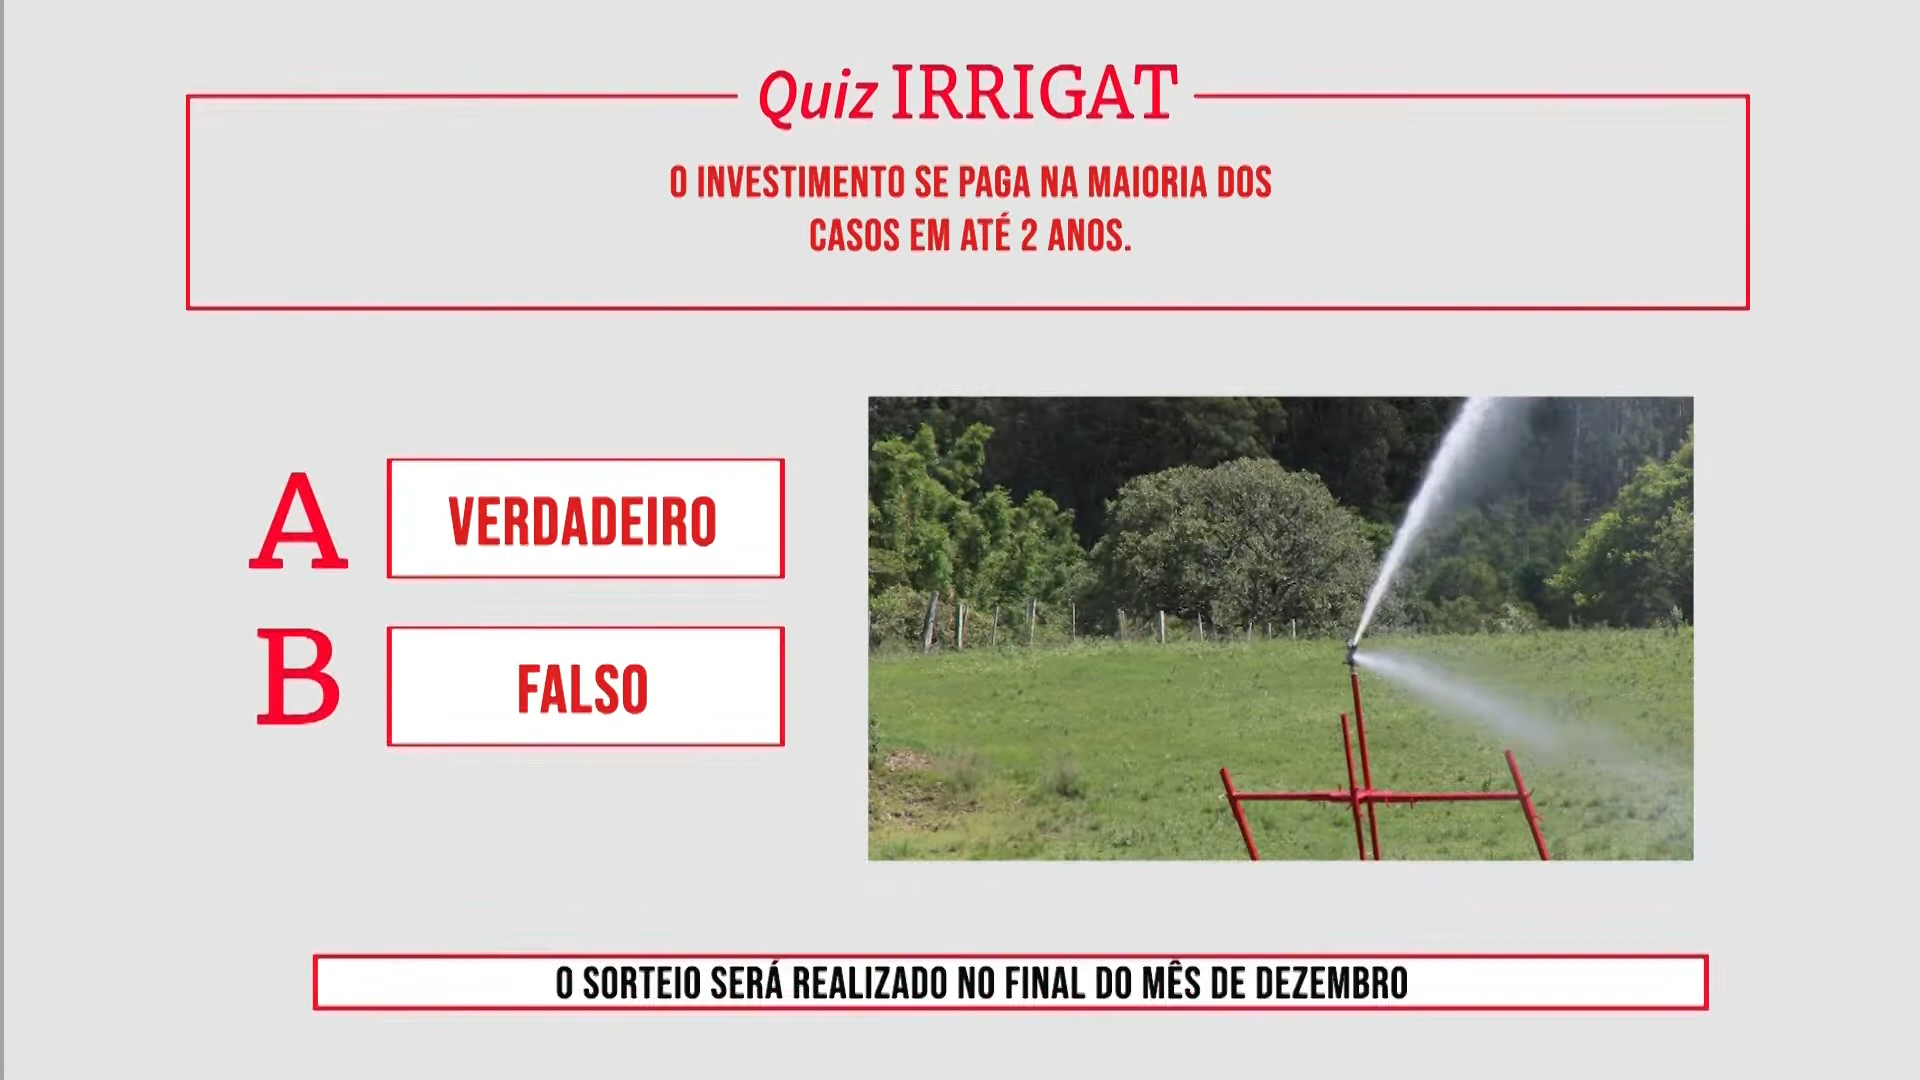 Quiz IRRIGAT
O INVESTIMENTO SE PAGA NA MAIORIA DOS
CASOS EM ATÉ 2 ANOS.
A VERDADEIRO
B FALSO
O SORTEIO SERÁ REALIZADO NO FINAL DO MÊS DE DEZEMBRO